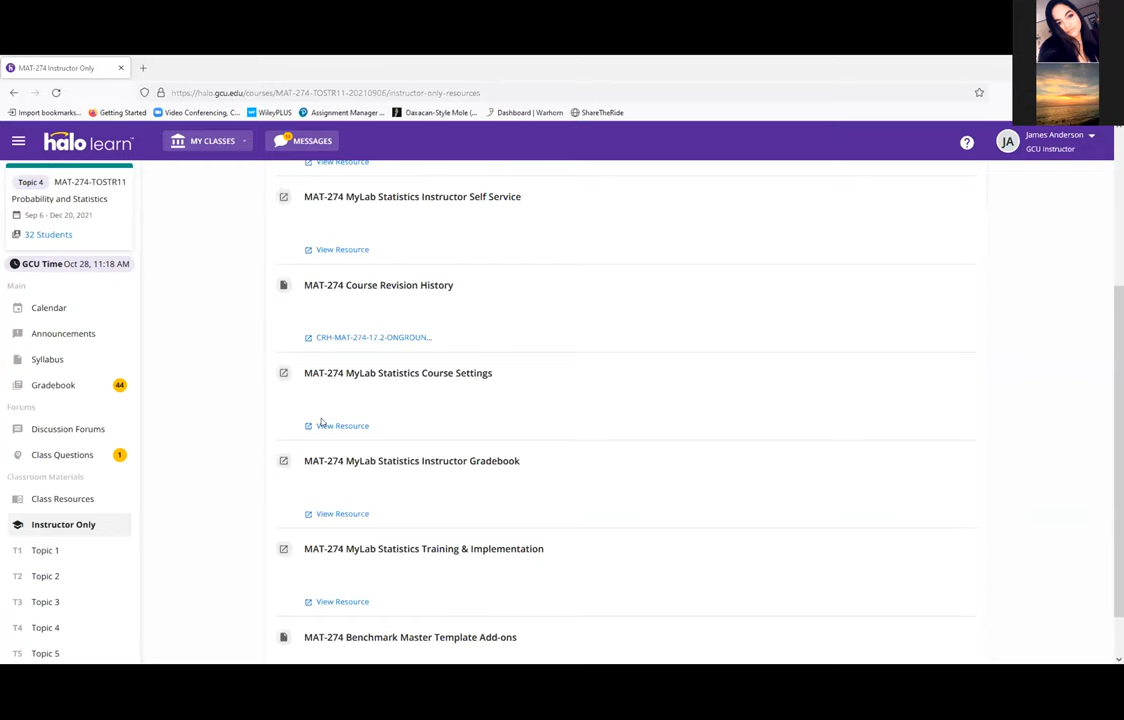 MAT-274 Instructor Only
https://halo.gcu.edu/courses/MAT-274-TOSTR11-20210906/instructor-only-resources
Import bookmarks... Getting Started Video Conferencing, C... WileyPLUS Assignment Manager ... Oaxacan-Style Mole (... Dashboard | Warhorn ShareTheRide
halo learn MY CLASSES MESSAGES ? JA James Anderson
GCU Instructor
Topic 4 MAT-274-TOSTR11
Probability and Statistics
Sep 6 - Dec 20, 2021
32 Students
GCU Time Oct 28, 11:18 AM
Main
Calendar
Announcements
Syllabus
Gradebook 44
Forums
Discussion Forums
Class Questions 1
Classroom Materials
Class Resources
Instructor Only
T1 Topic 1
T2 Topic 2
T3 Topic 3
T4 Topic 4
T5 Topic 5
View Resource
MAT-274 MyLab Statistics Instructor Self Service
View Resource
MAT-274 Course Revision History
CRH-MAT-274-17.2-ONGROUN...
MAT-274 MyLab Statistics Course Settings
View Resource
MAT-274 MyLab Statistics Instructor Gradebook
View Resource
MAT-274 MyLab Statistics Training & Implementation
View Resource
MAT-274 Benchmark Master Template Add-ons